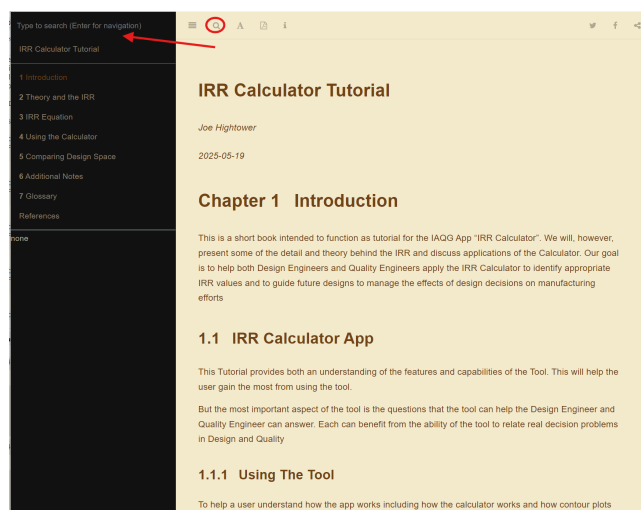 Type to search (Enter for navigation)
IRR Calculator Tutorial
1 Introduction
2 Theory and the IRR
3 IRR Equation
4 Using the Calculator
5 Comparing Design Space
6 Additional Notes
7 Glossary
References
none
A
i
IRR Calculator Tutorial
Joe Hightower
2025-05-19
Chapter 1 Introduction
This is a short book intended to function as tutorial for the IAQG App “IRR Calculator”. We will, however,
present some of the detail and theory behind the IRR and discuss applications of the Calculator. Our goal
is to help both Design Engineers and Quality Engineers apply the IRR Calculator to identify appropriate
IRR values and to guide future designs to manage the effects of design decisions on manufacturing
efforts
1.1 IRR Calculator App
This Tutorial provides both an understanding of the features and capabilities of the Tool. This will help the
user gain the most from using the tool.
But the most important aspect of the tool is the questions that the tool can help the Design Engineer and
Quality Engineer can answer. Each can benefit from the ability of the tool to relate real decision problems
in Design and Quality
1.1.1 Using The Tool
To help a user understand how the app works including how the calculator works and how contour plots